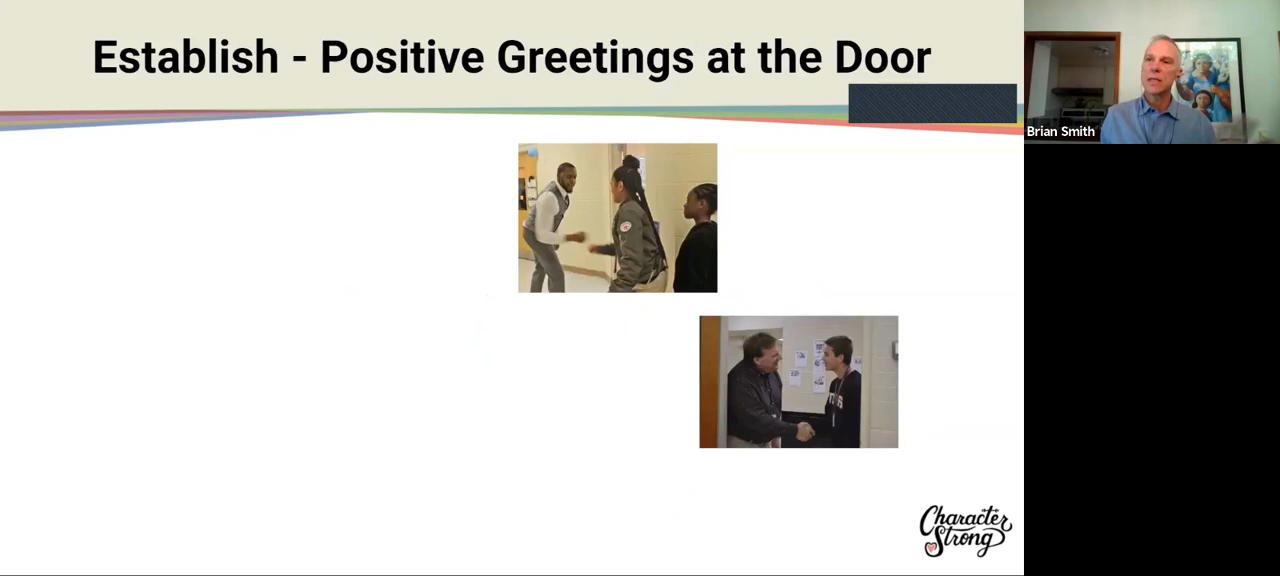 Establish - Positive Greetings at the Door
Brian Smith
Character
Strong